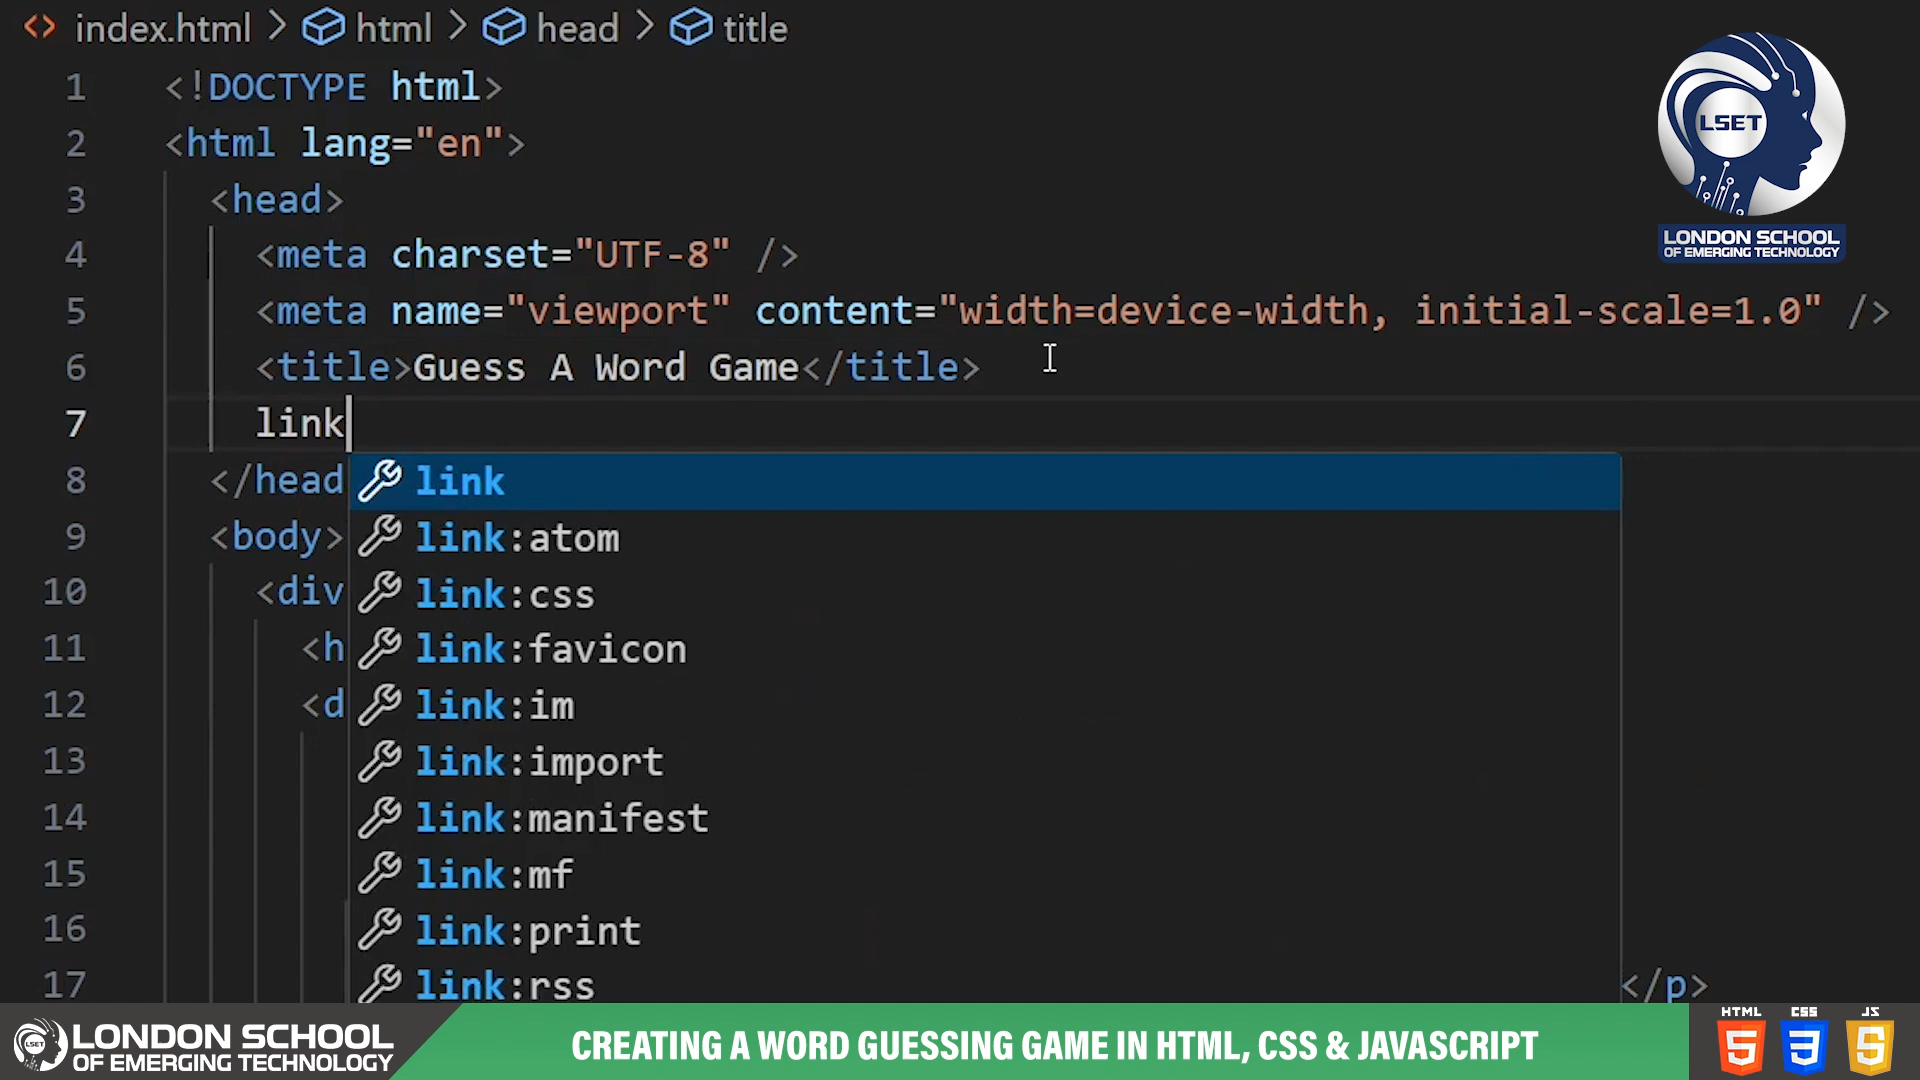 index.html > html > head > title
1 <!DOCTYPE html>
2 <html lang="en">
3 <head>
4 <meta charset="UTF-8" />
5 <meta name="viewport" content="width=device-width, initial-scale=1.0" />
6 <title>Guess A Word Game</title>
7 link
8 </head link
9 <body> link:atom
10 <div link:css
11 <h link:favicon
12 <d link:im
13 link:import
14 link:manifest
15 link:mf
16 link:print
17 link:rss </p>
LSET
LONDON SCHOOL
OF EMERGING TECHNOLOGY
LSET
LONDON SCHOOL
OF EMERGING TECHNOLOGY
CREATING A WORD GUESSING GAME IN HTML, CSS & JAVASCRIPT
HTML CSS JS
5 3 S